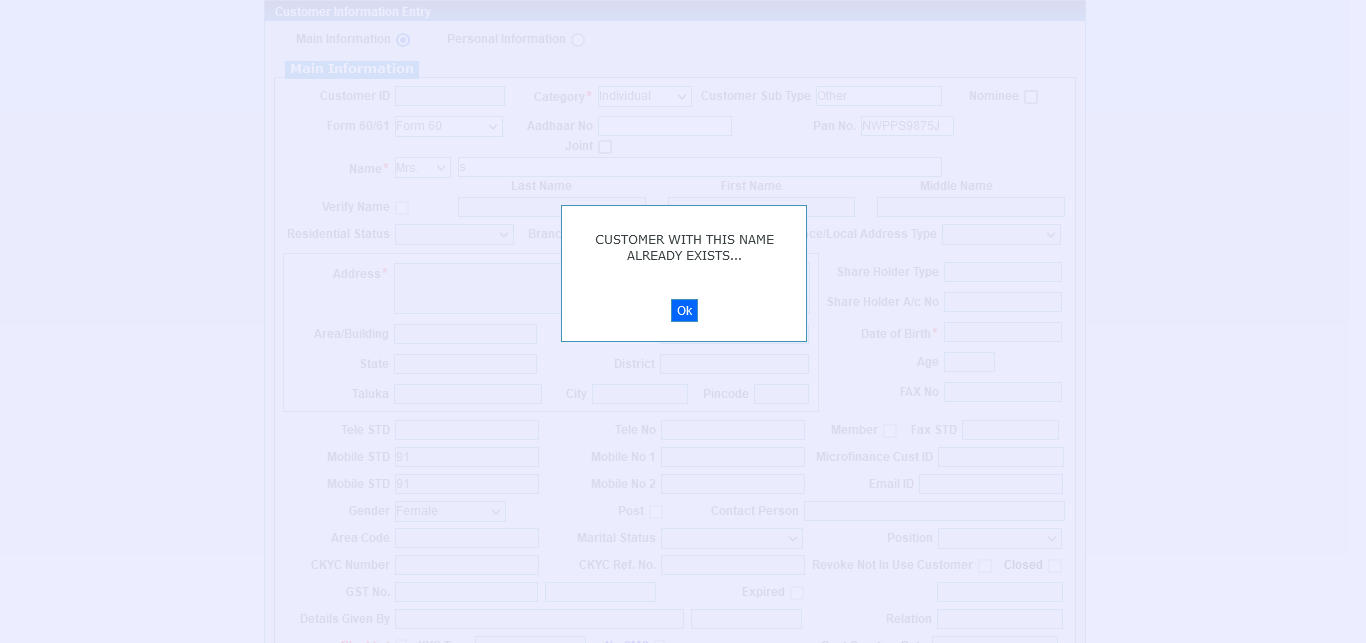 Customer Information Entry
Main Information Personal Information
Main Information
Customer ID Category* Individual Customer Sub Type Other Nominee
Form 60/61 Form 60 Aadhaar No Pan No. NWPPS9875J
Joint
Name* Mrs. s
Last Name First Name Middle Name
Verify Name
Residential Status Branc ce/Local Address Type
CUSTOMER WITH THIS NAME
ALREADY EXISTS...
Ok
Address* Share Holder Type
Share Holder A/c No
Area/Building Date of Birth*
State District Age
Taluka City Pincode FAX No
Tele STD Tele No Member Fax STD
Mobile STD 91 Mobile No 1 Microfinance Cust ID
Mobile STD 91 Mobile No 2 Email ID
Gender Female Post Contact Person
Area Code Marital Status Position
CKYC Number CKYC Ref. No. Revoke Not In Use Customer Closed
GST No. Expired
Details Given By Relation